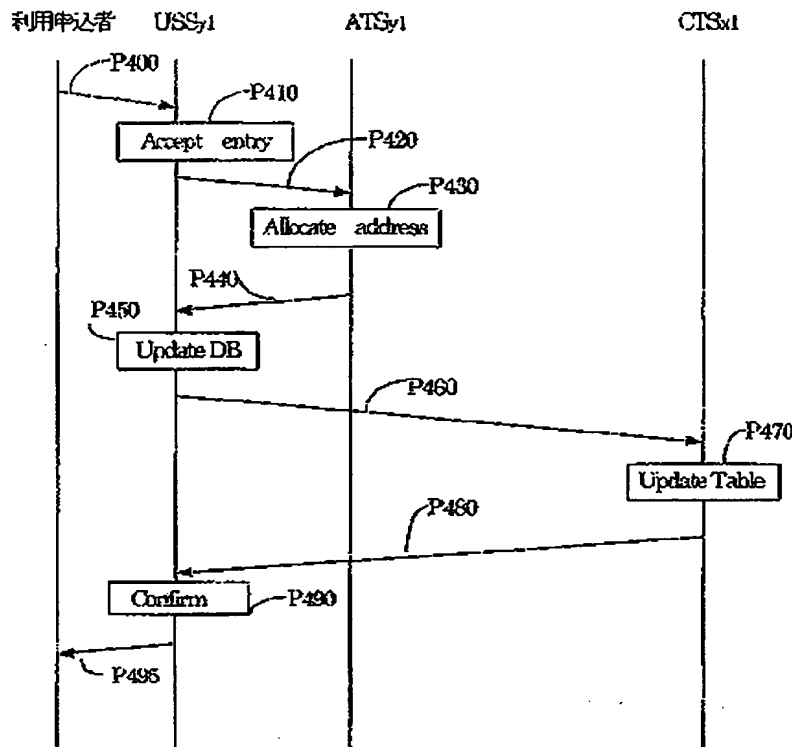 利用申込者 USSy1 ATSy1 CTSx1
P400
P410
Accept entry
P420
P430
Allocate address
P440
P450
Update DB
P460
P470
Update Table
P480
Confirm
P490
P495